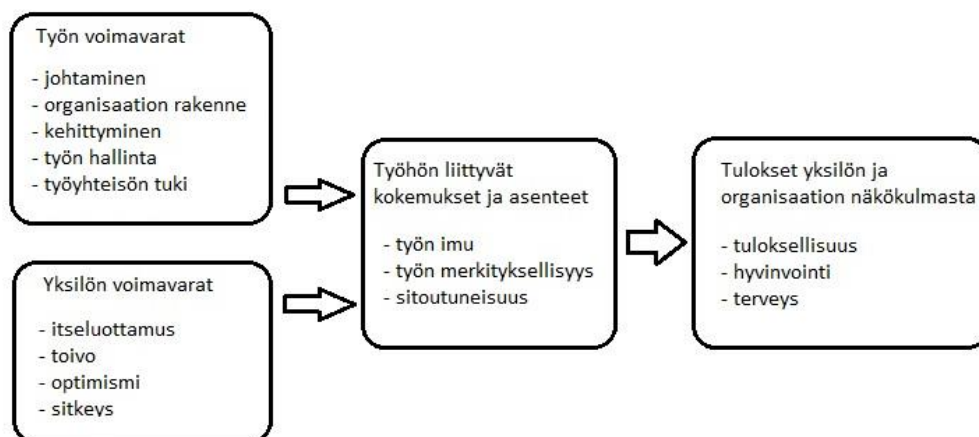 Työn voimavarat
- johtaminen
- organisaation rakenne
- kehittyminen
- työn hallinta
- työyhteisön tuki
Yksilön voimavarat
- itseluottamus
- toivo
- optimismi
- sitkeys
Työhön liittyvät
kokemukset ja asenteet
- työn imu
- työn merkityksellisyys
- sitoutuneisuus
Tulokset yksilön ja
organisaation näkökulmasta
- tuloksellisuus
- hyvinvointi
- terveys